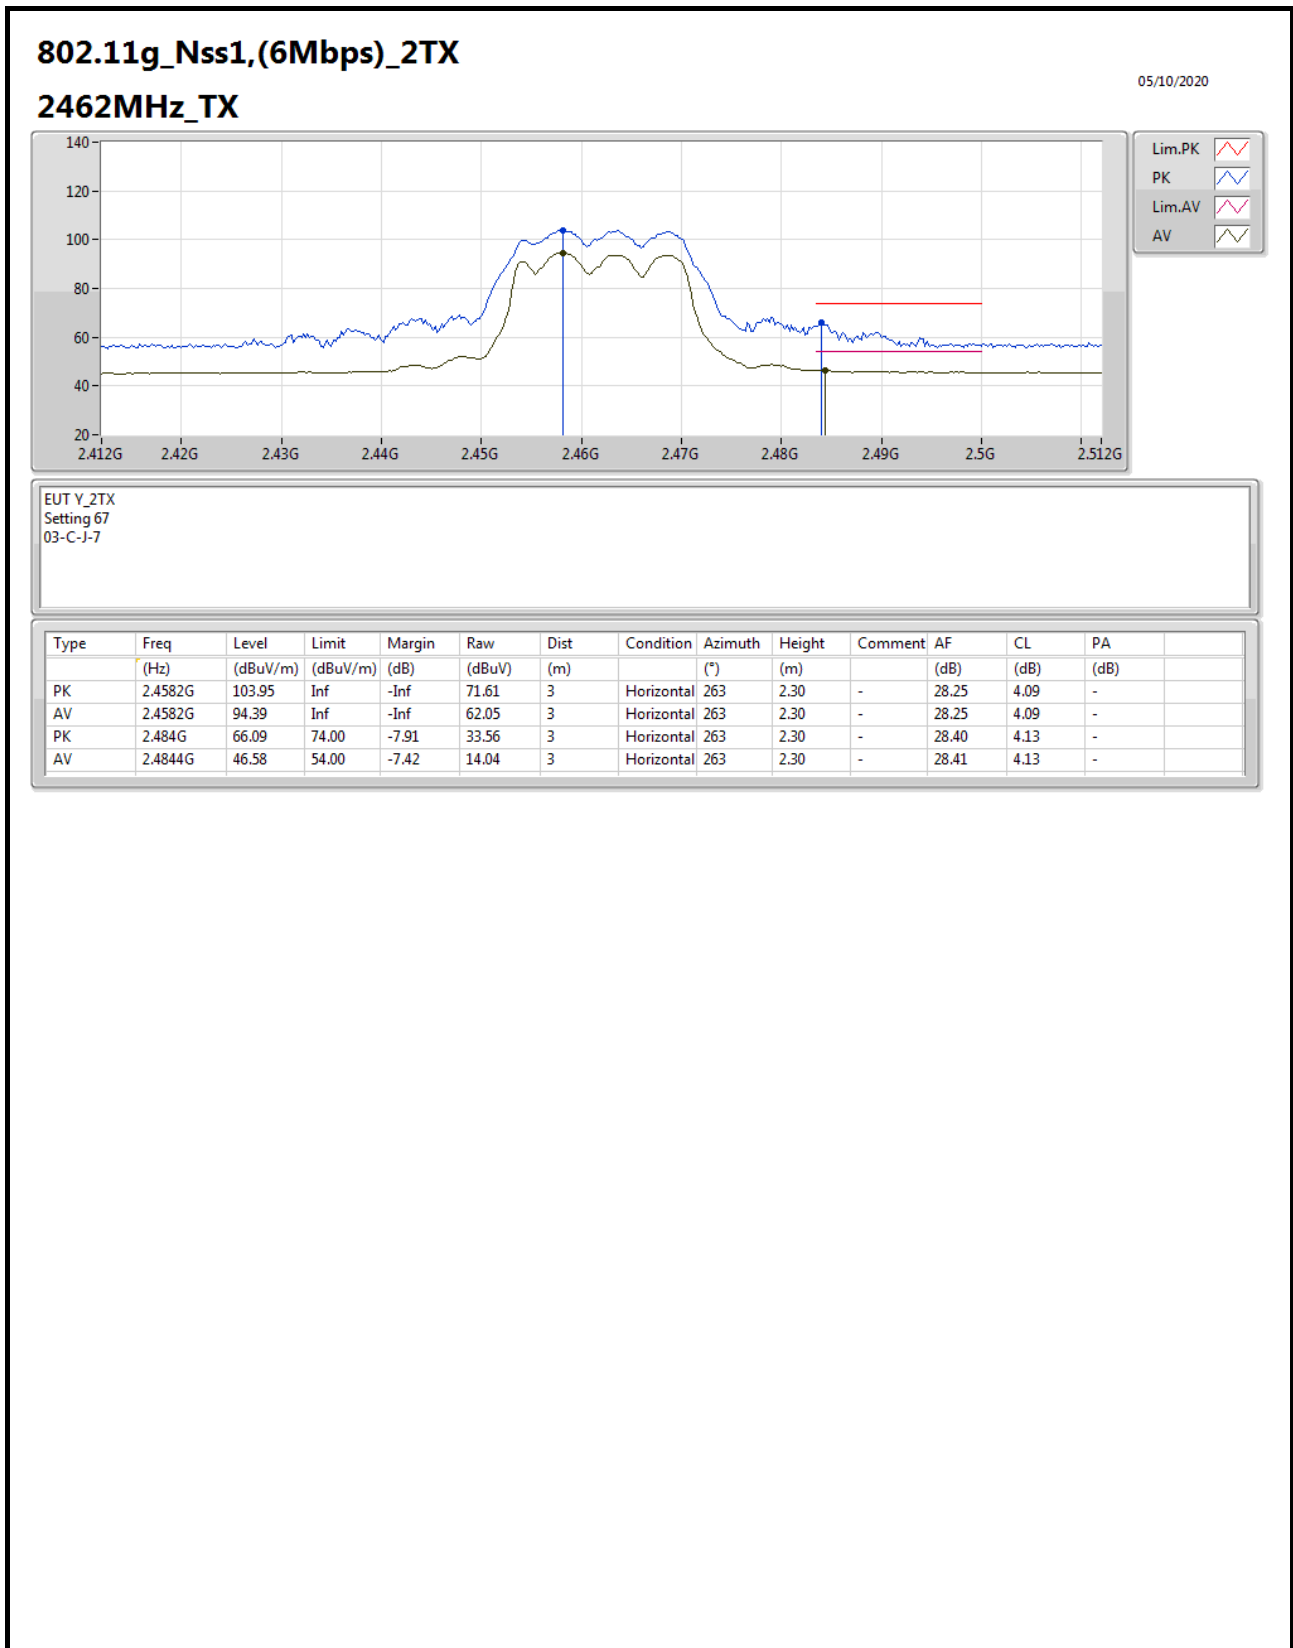 802.11g_Nss1,(6Mbps)_2TX
05/10/2020
2462MHz_TX
140
120
100
80
60
40
20
2.412G 2.42G 2.43G 2.44G 2.45G 2.46G 2.47G 2.48G 2.49G 2.5G 2.512G
Lim.PK
PK
Lim.AV
AV
EUT Y_2TX
Setting 67
03-C-J-7
Type Freq Level Limit Margin Raw Dist Condition Azimuth Height Comment AF CL PA
(Hz) (dBuV/m) (dBuV/m) (dB) (dBuV) (m) (°) (m) (dB) (dB) (dB)
PK 2.4582G 103.95 Inf -Inf 71.61 3 Horizontal 263 2.30 - 28.25 4.09 -
AV 2.4582G 94.39 Inf -Inf 62.05 3 Horizontal 263 2.30 - 28.25 4.09 -
PK 2.484G 66.09 74.00 -7.91 33.56 3 Horizontal 263 2.30 - 28.40 4.13 -
AV 2.4844G 46.58 54.00 -7.42 14.04 3 Horizontal 263 2.30 - 28.41 4.13 -